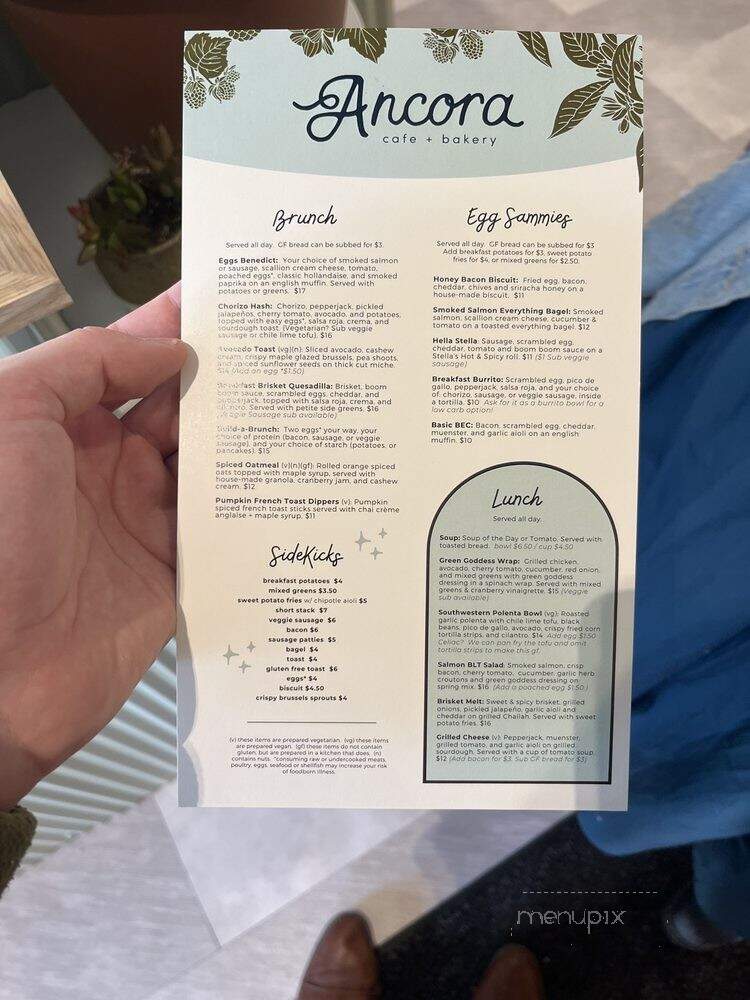 Ancora
cafe + bakery
Brunch
Served all day. GF bread can be subbed for $3.
Eggs Benedict: Your choice of smoked salmon
or sausage, scallion cream cheese, tomato,
poached eggs*, classic hollandaise, and smoked
paprika on an english muffin. Served with
potatoes or greens. $17
Chorizo Hash: Chorizo, pepperjack, pickled
jalapeños, cherry tomato, avocado, and potatoes,
topped with easy eggs*, salsa roja, crema, and
sourdough toast. (Vegetarian? Sub veggie
sausage or chile lime tofu). $16
Avocado Toast (vg)(n): Sliced avocado, cashew
cream, crispy maple glazed brussels, pea shoots,
and spiced sunflower seeds on thick cut miche.
$14 (Add an egg *$1.50)
Breakfast Brisket Quesadilla: Brisket, boom
boom sauce, scrambled eggs, cheddar, and
pepperjack, topped with salsa roja, crema, and
cilantro. Served with petite side greens. $16
(Veggie Sausage sub available)
Build-a-Brunch: Two eggs* your way, your
choice of protein (bacon, sausage, or veggie
sausage), and your choice of starch (potatoes, or
pancakes). $15
Spiced Oatmeal (v)(n)(gf): Rolled orange spiced
oats topped with maple syrup, served with
house-made granola, cranberry jam, and cashew
cream. $12
Pumpkin French Toast Dippers (v): Pumpkin
spiced french toast sticks served with chai crème
anglaise + maple syrup. $11
SideKicks
breakfast potatoes $4
mixed greens $3.50
sweet potato fries w/ chipotle aioli $5
short stack $7
veggie sausage $6
bacon $6
sausage patties $5
bagel $4
toast $4
gluten free toast $6
eggs* $4
biscuit $4.50
crispy brussels sprouts $4
(v) these items are prepared vegetarian. (vg) these items
are prepared vegan. (gf) these items do not contain
gluten, but are prepared in a kitchen that does. (n)
contains nuts. *consuming raw or undercooked meats,
poultry, eggs, seafood or shellfish may increase your risk
of foodborn illness.
Egg Sammies
Served all day. GF bread can be subbed for $3
Add breakfast potatoes for $3, sweet potato
fries for $4, or mixed greens for $2.50.
Honey Bacon Biscuit: Fried egg, bacon,
cheddar, chives and sriracha honey on a
house-made biscuit. $11
Smoked Salmon Everything Bagel: Smoked
salmon, scallion cream cheese, cucumber &
tomato on a toasted everything bagel. $12
Hella Stella: Sausage, scrambled egg,
cheddar, tomato and boom boom sauce on a
Stella's Hot & Spicy roll. $11 ($1 Sub veggie
sausage)
Breakfast Burrito: Scrambled egg, pico de
gallo, pepperjack, salsa roja, and your choice
of, chorizo, sausage, or veggie sausage, inside
a tortilla. $10 Ask for it as a burrito bowl for a
low carb option!
Basic BEC: Bacon, scrambled egg, cheddar,
muenster, and garlic aioli on an english
muffin. $10
Lunch
Served all day.
Soup: Soup of the Day or Tomato. Served with
toasted bread. bowl $6.50 / cup $4.50
Green Goddess Wrap: Grilled chicken,
avocado, cherry tomato, cucumber, red onion,
and mixed greens with green goddess
dressing in a spinach wrap. Served with mixed
greens & cranberry vinaigrette. $15 (Veggie
sub available)
Southwestern Polenta Bowl (vg): Roasted
garlic polenta with chile lime tofu, black
beans, pico de gallo, avocado, crispy fried corn
tortilla strips, and cilantro. $14 Add egg $1.50
Celiac? We can pan fry the tofu and omit
tortilla strips to make this gf.
Salmon BLT Salad: Smoked salmon, crisp
bacon, cherry tomato, cucumber, garlic herb
croutons and green goddess dressing on
spring mix. $16 (Add a poached egg $1.50.)
Brisket Melt: Sweet & spicy brisket, grilled
onions, pickled jalapeño, garlic aioli and
cheddar on grilled Challah. Served with sweet
potato fries. $16
Grilled Cheese (v): Pepperjack, muenster,
grilled tomato, and garlic aioli on grilled
sourdough. Served with a cup of tomato soup.
$12 (Add bacon for $3. Sub GF bread for $3)
menupix